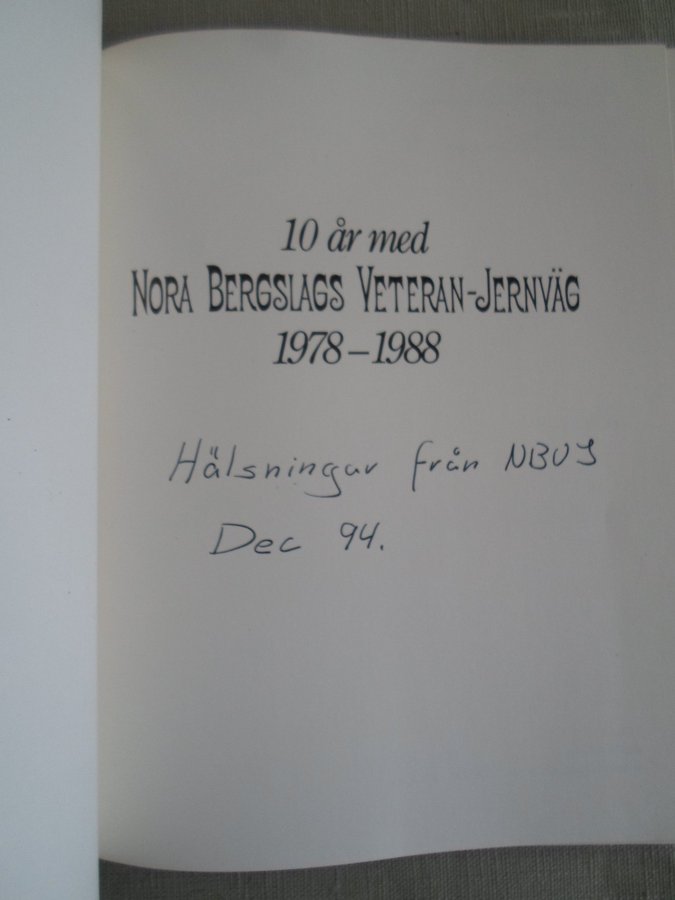 10 år med
NORA BERGSLAGS VETERAN-JERNVÄG
1978–1988
Hälsningar från NBVJ
Dec 94.